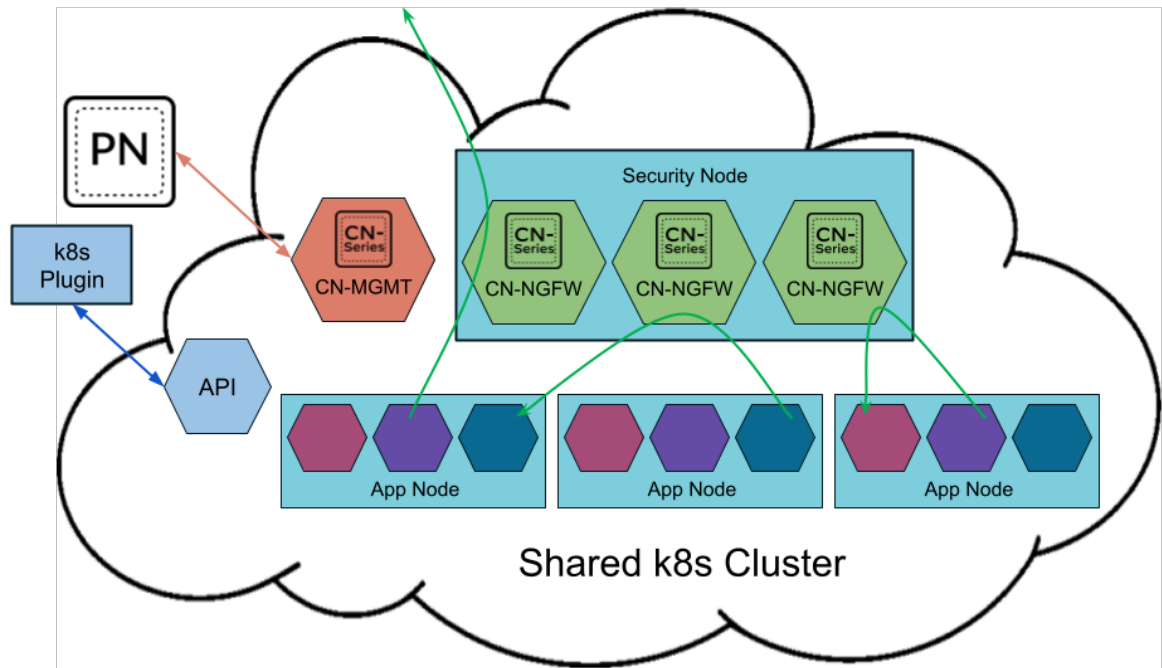 PN
k8s
Plugin
API
CN-
Series
CN-MGMT
Security Node
CN-
Series
CN-NGFW
CN-
Series
CN-NGFW
CN-
Series
CN-NGFW
App Node
App Node
App Node
Shared k8s Cluster